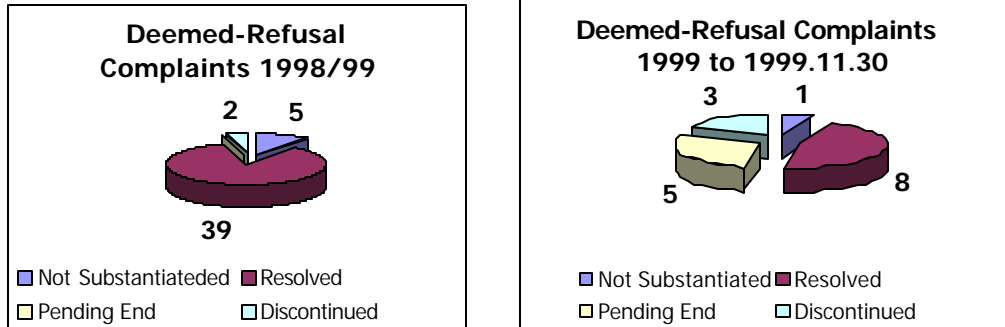 Deemed-Refusal
Complaints 1998/99
2
5
39
Not Substantiateded
Resolved
Pending End
Discontinued
Deemed-Refusal Complaints
1999 to 1999.11.30
3
1
5
8
Not Substantiated
Resolved
Pending End
Discontinued